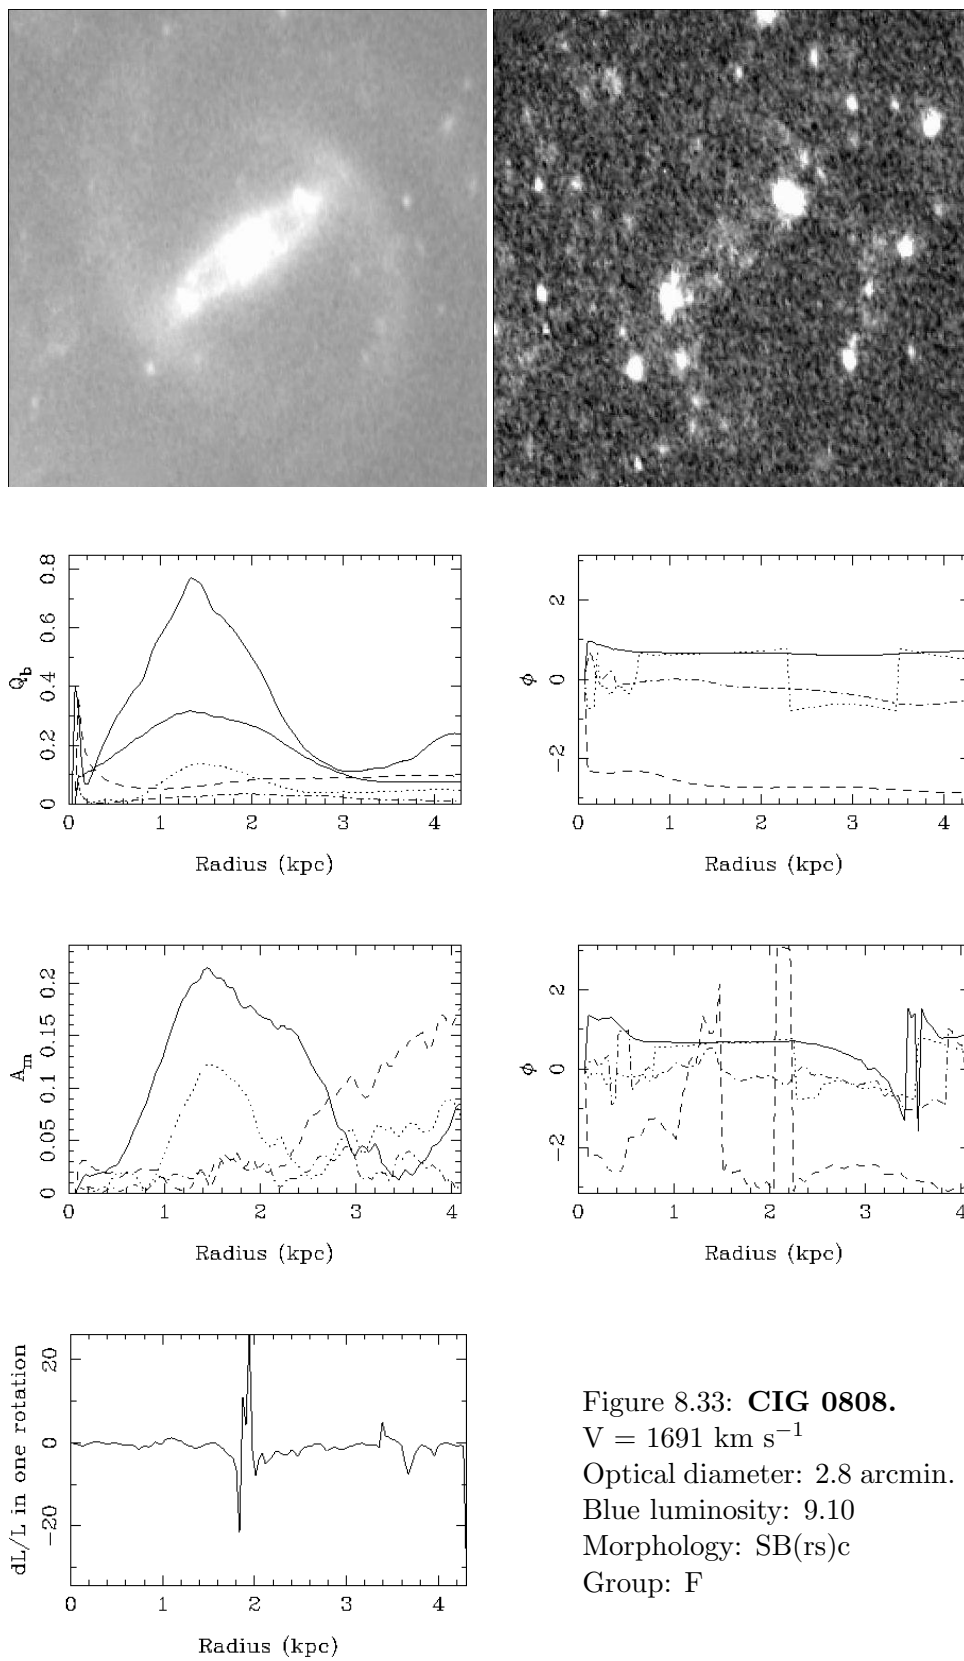 0.8
0.6
0.4
0.2
0
Q_b
0 1 2 3 4
Radius (kpc)
2
0
−2
ϕ
0 1 2 3 4
Radius (kpc)
0.2
0.15
0.1
0.05
0
A_m
0 1 2 3 4
Radius (kpc)
2
0
−2
ϕ
0 1 2 3 4
Radius (kpc)
20
0
−20
dL/L in one rotation
0 1 2 3 4
Radius (kpc)
Figure 8.33: CIG 0808.
V = 1691 km s⁻¹
Optical diameter: 2.8 arcmin.
Blue luminosity: 9.10
Morphology: SB(rs)c
Group: F